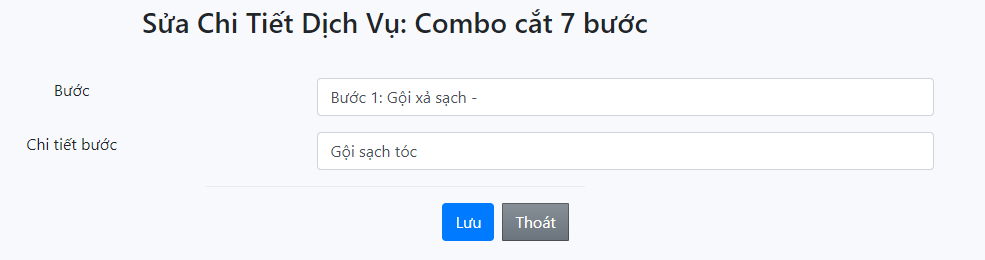 Sửa Chi Tiết Dịch Vụ: Combo cắt 7 bước
Bước
Bước 1: Gội xả sạch -
Chi tiết bước
Gội sạch tóc
Lưu
Thoát